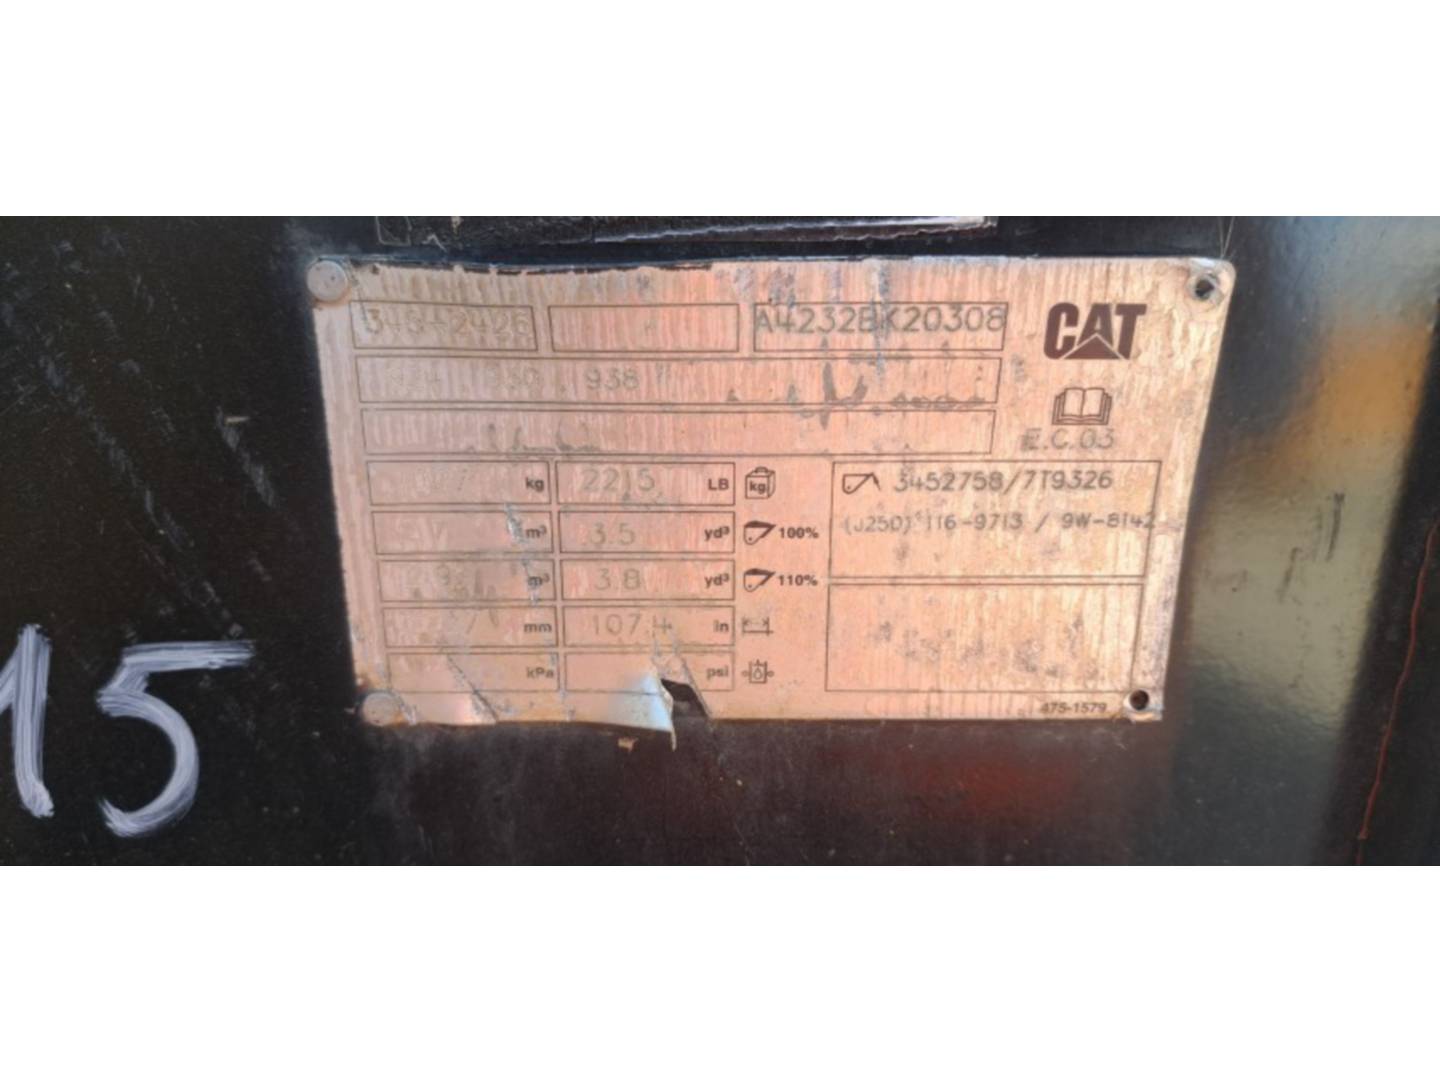 A4232BK20308
CAT
938
E.C.03
kg 2215 LB kg
m³ 3.5 yd³ 100%
m³ 3.8 yd³ 110%
mm 107.4 in
kPa psi
3452758/7T9326
(J250) 116-9713 / 9W-8142
475-1579
15